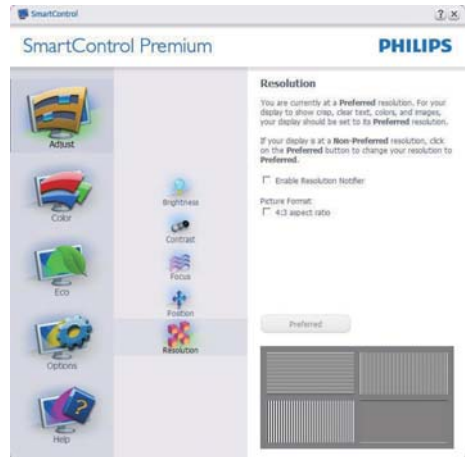 SmartControl
SmartControl Premium
PHILIPS
Adjust
Color
Eco
Options
Help
Brightness
Contrast
Focus
Position
Resolution
Resolution
You are currently at a Preferred resolution. For your
display to show crisp, clear text, colors, and images,
your display should be set to its Preferred resolution.
If your display is at a Non-Preferred resolution, click
on the Preferred button to change your resolution to
Preferred.
Enable Resolution Notifier
Picture Format:
4:3 aspect ratio
Preferred